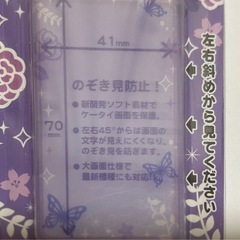 41mm
のぞき見防止！
● 新開発ソフト素材で
ケータイ画面を保護。
● 左右45°からは画面の
文字が見えにくくなり、
のぞき見を防ぎます。
● 大画面仕様で
最新機種にも対応!
70mm
左右斜めから見てください